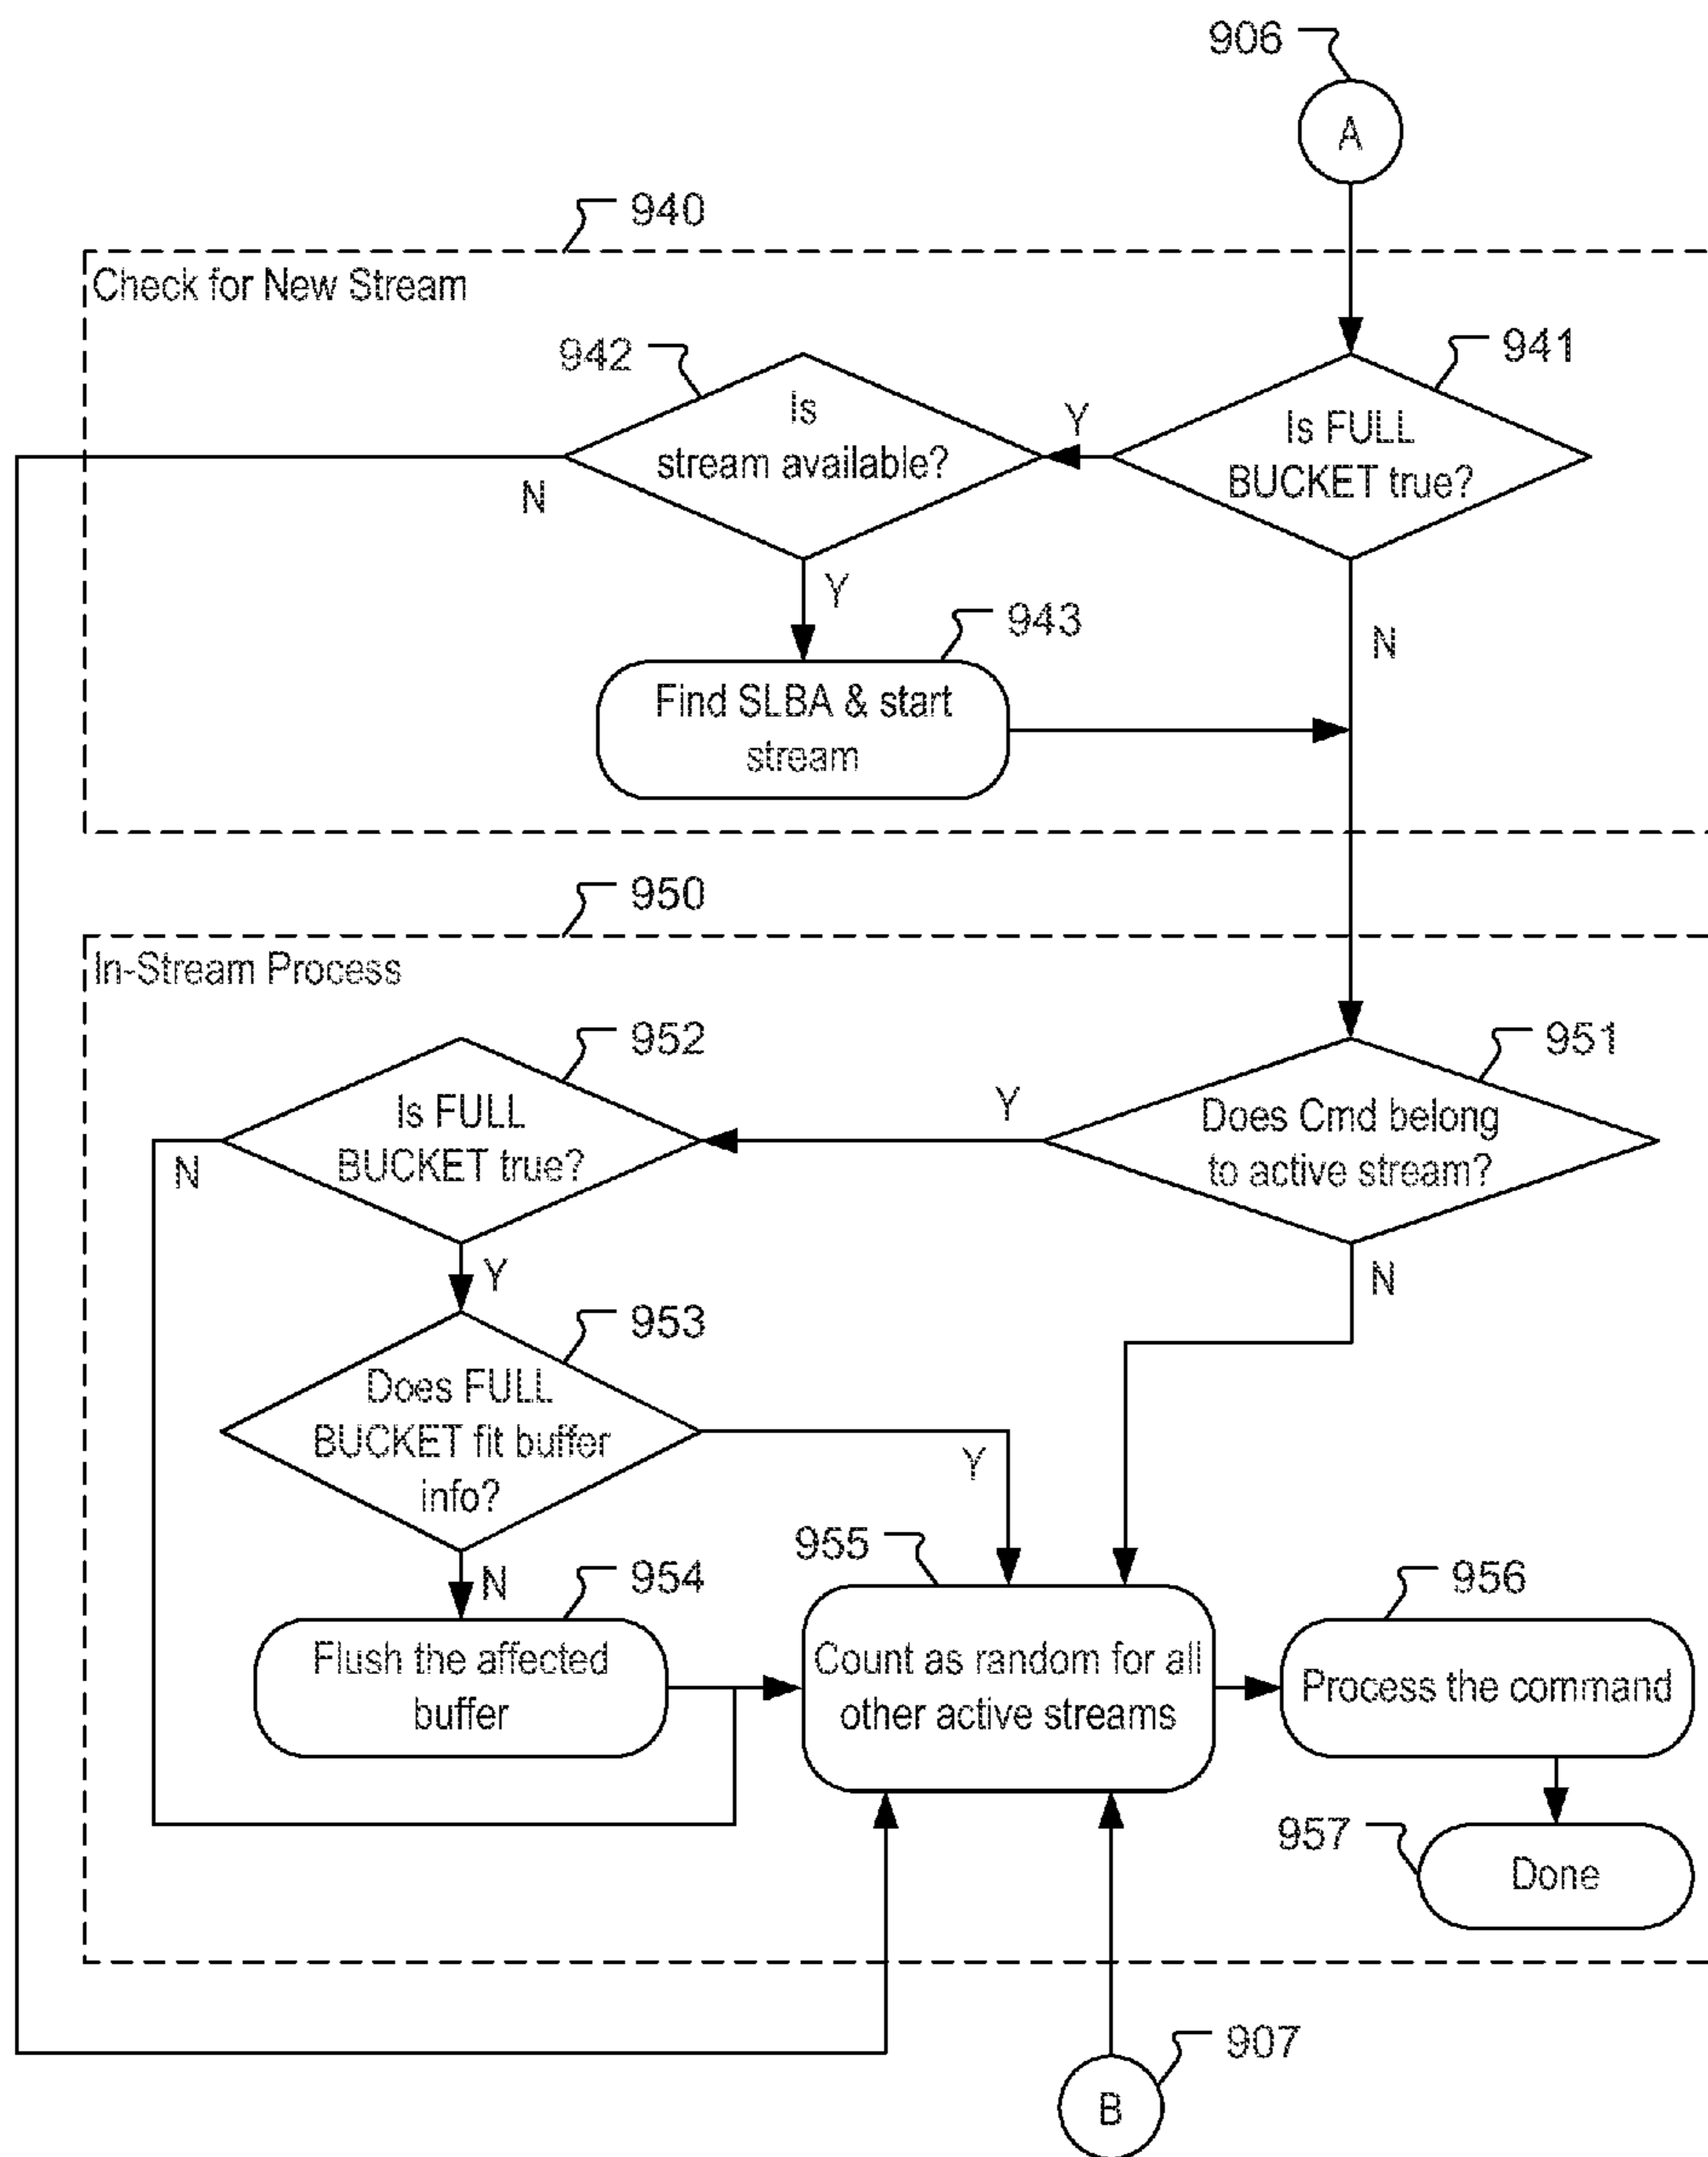 906
A
940
Check for New Stream
942
941
Is
stream available?
Y
Is FULL
BUCKET true?
N
Y
943
N
Find SLBA & start
stream
950
In-Stream Process
952
951
Is FULL
BUCKET true?
Y
Does Cmd belong
to active stream?
N
Y
N
953
Does FULL
BUCKET fit buffer
info?
Y
955
N
954
956
Flush the affected
buffer
Count as random for all
other active streams
Process the command
957
Done
907
B